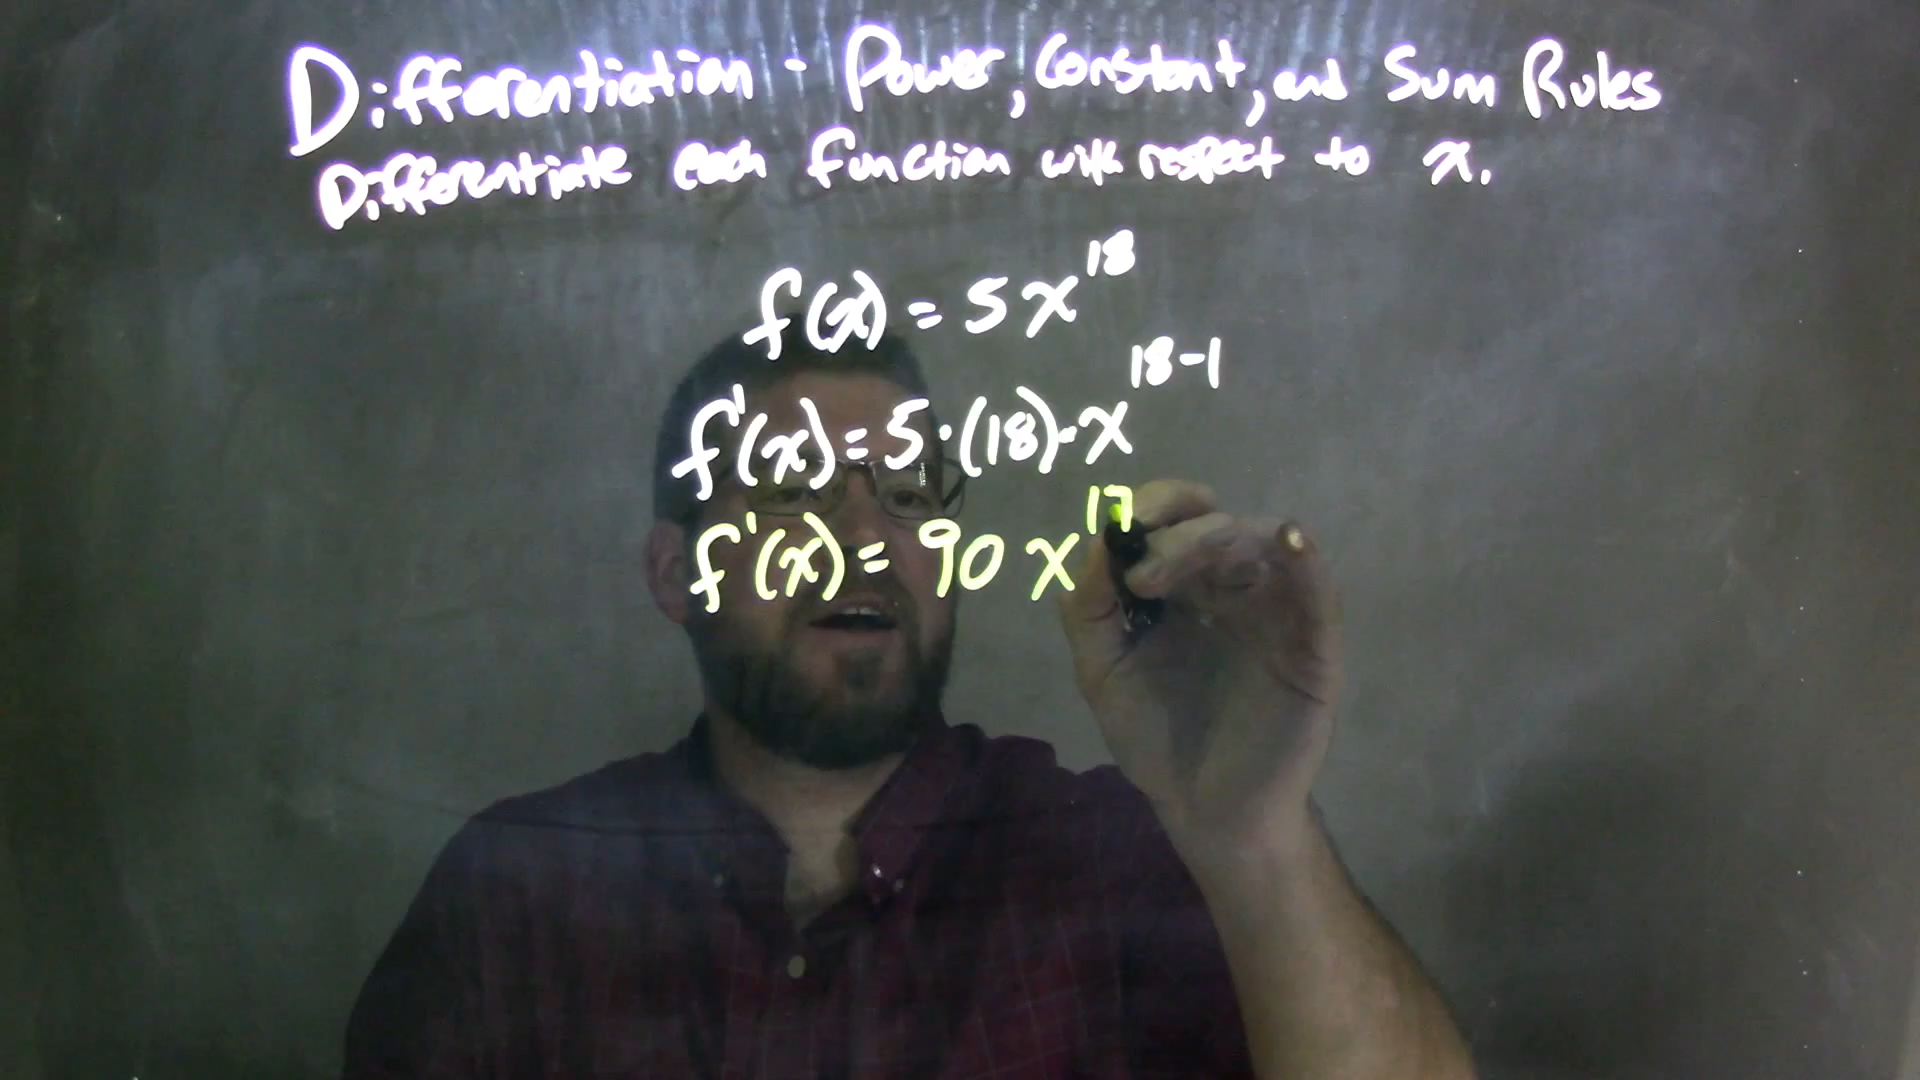 Differentiation - Power, Constant, and Sum Rules
Differentiate each function with respect to x.
f(x) = 5x^18
f'(x) = 5·(18)·x^18-1
f'(x) = 90x^17